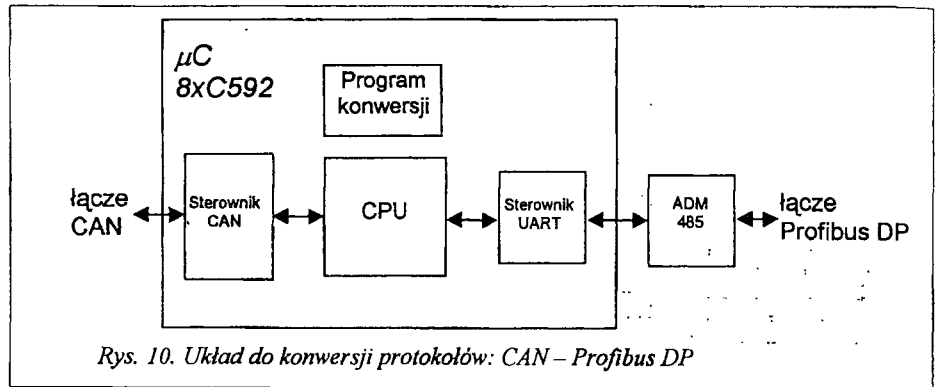 μC
8xC592
Program
konwersji
łącze
CAN
Sterownik
CAN
CPU
Sterownik
UART
ADM
485
łącze
Profibus DP
Rys. 10. Układ do konwersji protokołów: CAN – Profibus DP